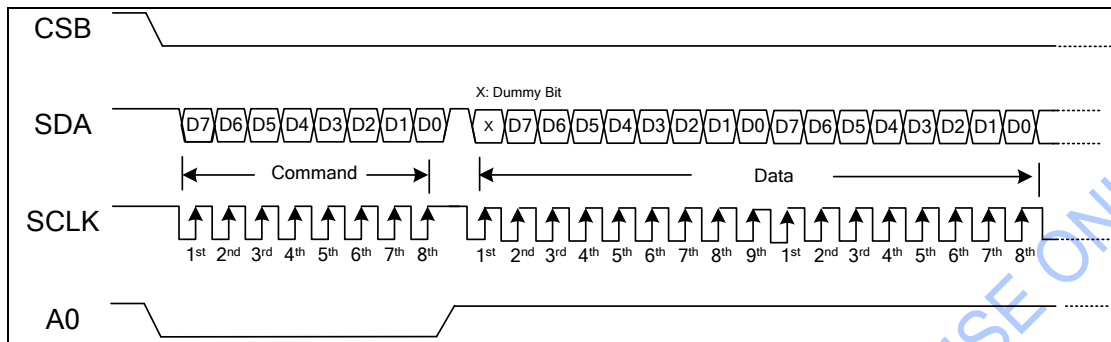 CSB
X: Dummy Bit
SDA D7 D6 D5 D4 D3 D2 D1 D0 X D7 D6 D5 D4 D3 D2 D1 D0 D7 D6 D5 D4 D3 D2 D1 D0
Command Data
SCLK
1st 2nd 3rd 4th 5th 6th 7th 8th 1st 2nd 3rd 4th 5th 6th 7th 8th 9th 1st 2nd 3rd 4th 5th 6th 7th 8th
A0